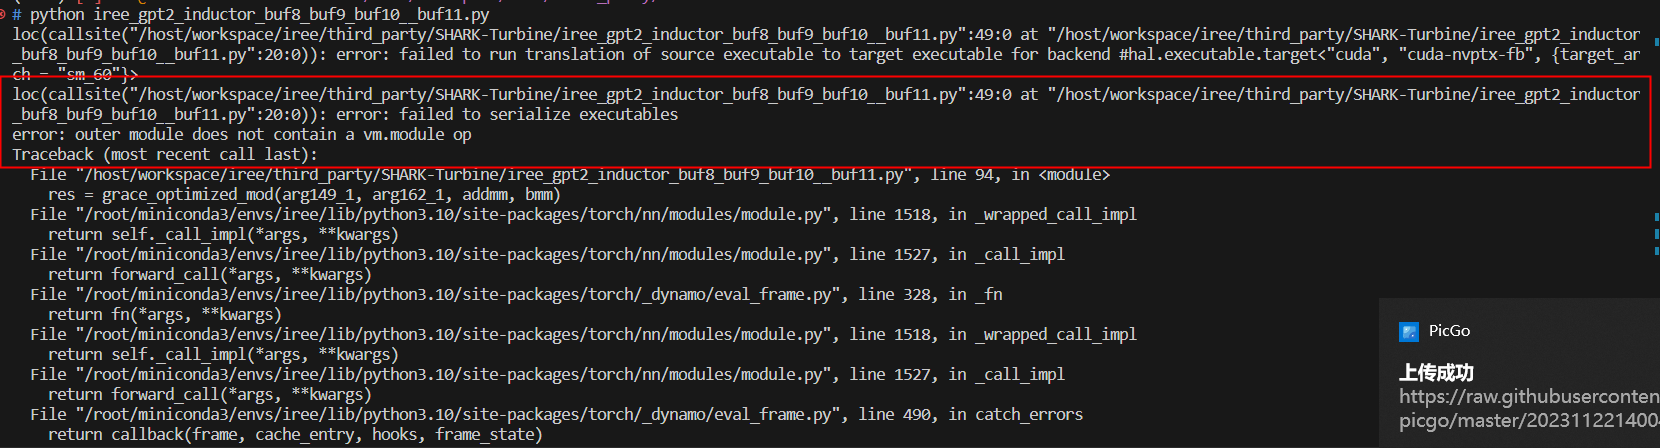 # python iree_gpt2_inductor_buf8_buf9_buf10__buf11.py
loc(callsite("/host/workspace/iree/third_party/SHARK-Turbine/iree_gpt2_inductor_buf8_buf9_buf10__buf11.py":49:0 at "/host/workspace/iree/third_party/SHARK-Turbine/iree_gpt2_inductor
_buf8_buf9_buf10__buf11.py":20:0)): error: failed to run translation of source executable to target executable for backend #hal.executable.target<"cuda", "cuda-nvptx-fb", {target_ar
ch = "sm_60"}>
loc(callsite("/host/workspace/iree/third_party/SHARK-Turbine/iree_gpt2_inductor_buf8_buf9_buf10__buf11.py":49:0 at "/host/workspace/iree/third_party/SHARK-Turbine/iree_gpt2_inductor
_buf8_buf9_buf10__buf11.py":20:0)): error: failed to serialize executables
error: outer module does not contain a vm.module op
Traceback (most recent call last):
  File "/host/workspace/iree/third_party/SHARK-Turbine/iree_gpt2_inductor_buf8_buf9_buf10__buf11.py", line 94, in <module>
    res = grace_optimized_mod(arg149_1, arg162_1, addmm, bmm)
  File "/root/miniconda3/envs/iree/lib/python3.10/site-packages/torch/nn/modules/module.py", line 1518, in _wrapped_call_impl
    return self._call_impl(*args, **kwargs)
  File "/root/miniconda3/envs/iree/lib/python3.10/site-packages/torch/nn/modules/module.py", line 1527, in _call_impl
    return forward_call(*args, **kwargs)
  File "/root/miniconda3/envs/iree/lib/python3.10/site-packages/torch/_dynamo/eval_frame.py", line 328, in _fn
    return fn(*args, **kwargs)
  File "/root/miniconda3/envs/iree/lib/python3.10/site-packages/torch/nn/modules/module.py", line 1518, in _wrapped_call_impl
    return self._call_impl(*args, **kwargs)
  File "/root/miniconda3/envs/iree/lib/python3.10/site-packages/torch/nn/modules/module.py", line 1527, in _call_impl
    return forward_call(*args, **kwargs)
  File "/root/miniconda3/envs/iree/lib/python3.10/site-packages/torch/_dynamo/eval_frame.py", line 490, in catch_errors
    return callback(frame, cache_entry, hooks, frame_state)
PicGo
上传成功
https://raw.githubuserconten
picgo/master/202311221400